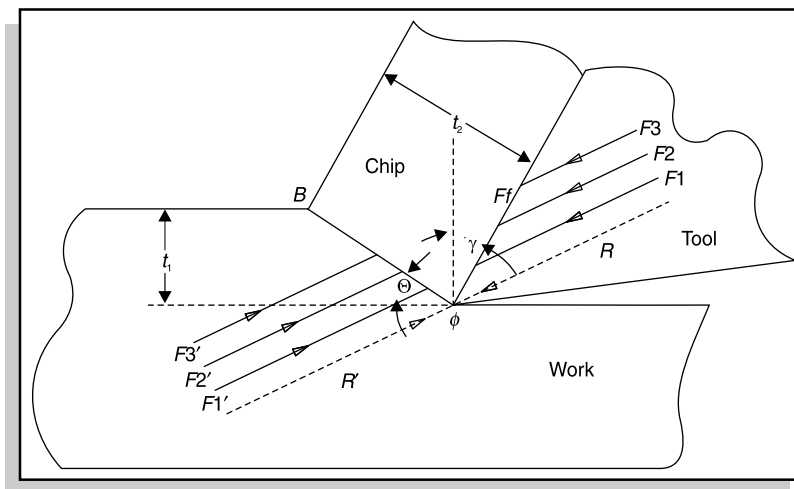 t₂
F3
Chip
F2
B
Ff
F1
γ
R
Tool
t₁
Θ
ϕ
F3′
F2′
R′
Work
F1′